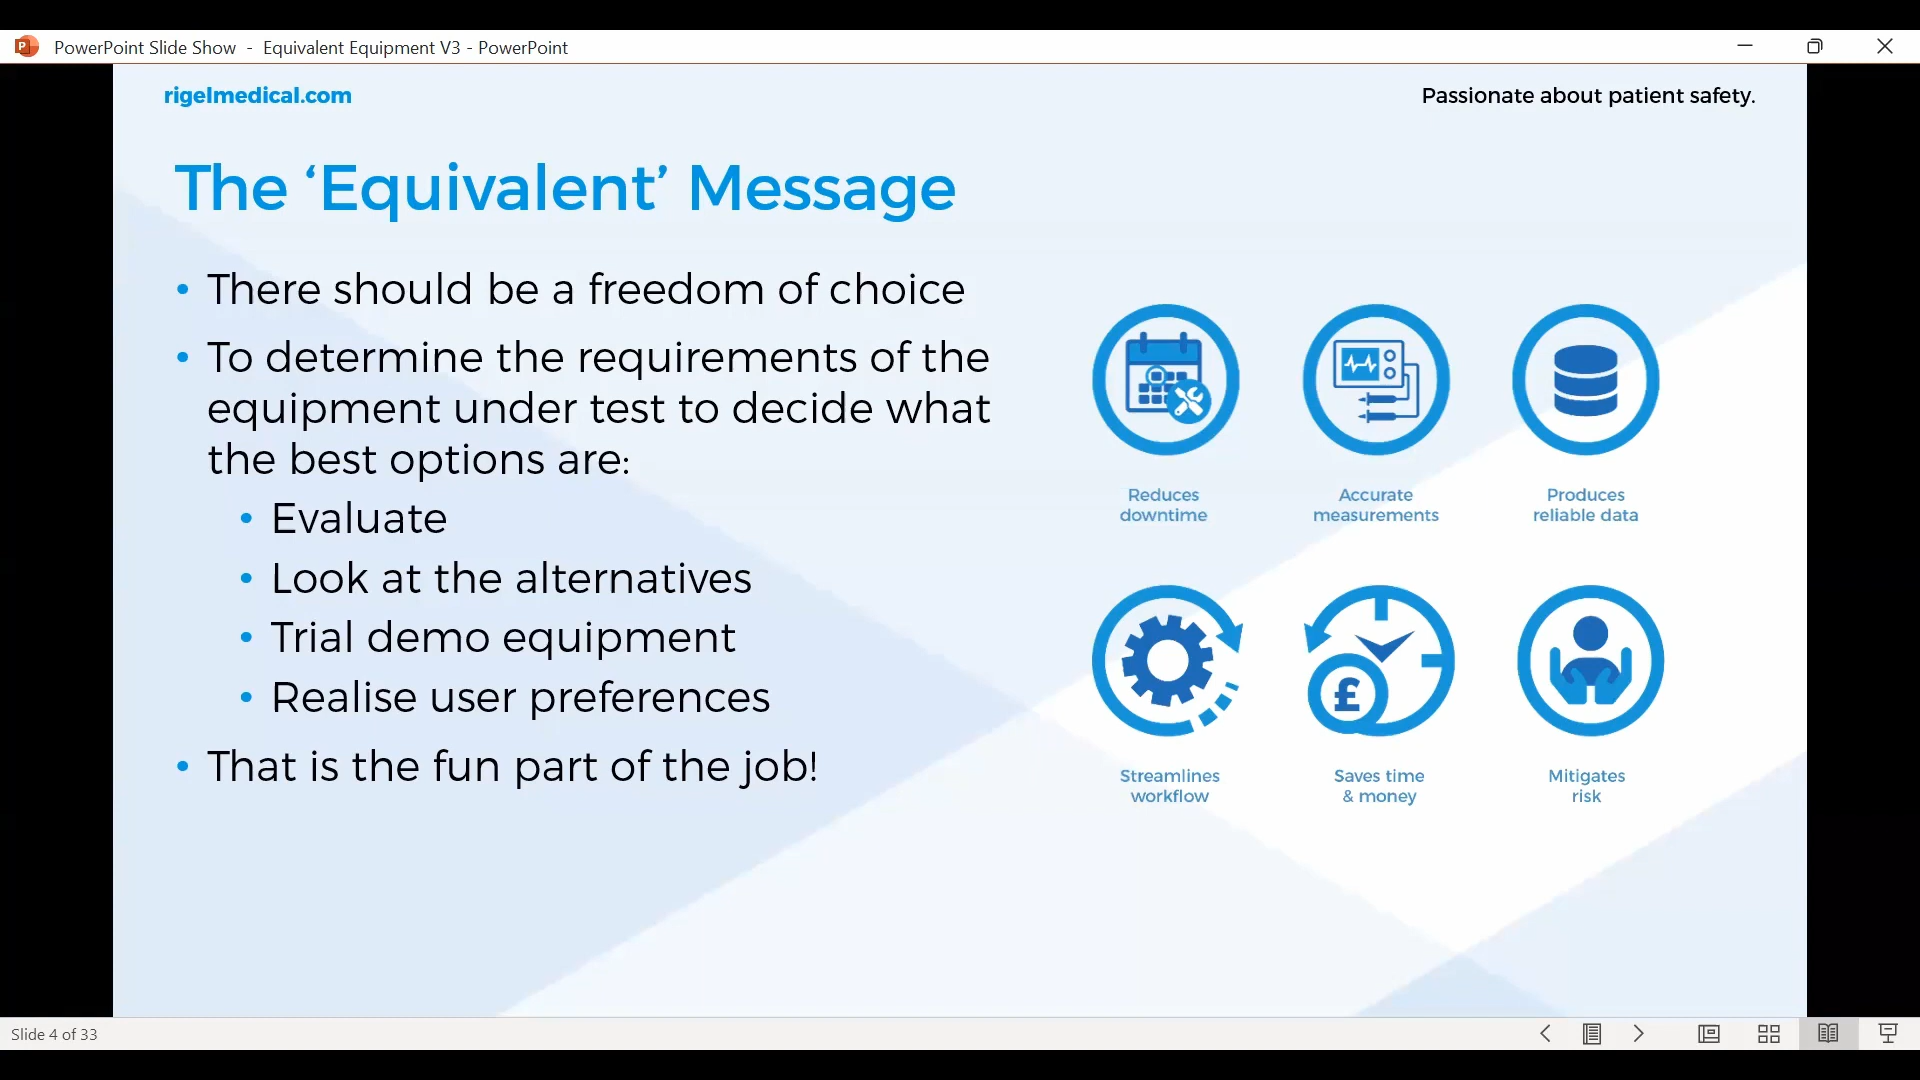 PowerPoint Slide Show - Equivalent Equipment V3 - PowerPoint
rigelmedical.com
Passionate about patient safety.
The ‘Equivalent’ Message
• There should be a freedom of choice
• To determine the requirements of the
equipment under test to decide what
the best options are:
• Evaluate
• Look at the alternatives
• Trial demo equipment
• Realise user preferences
• That is the fun part of the job!
Reduces
downtime
Accurate
measurements
Produces
reliable data
£
Streamlines
workflow
Saves time
& money
Mitigates
risk
Slide 4 of 33